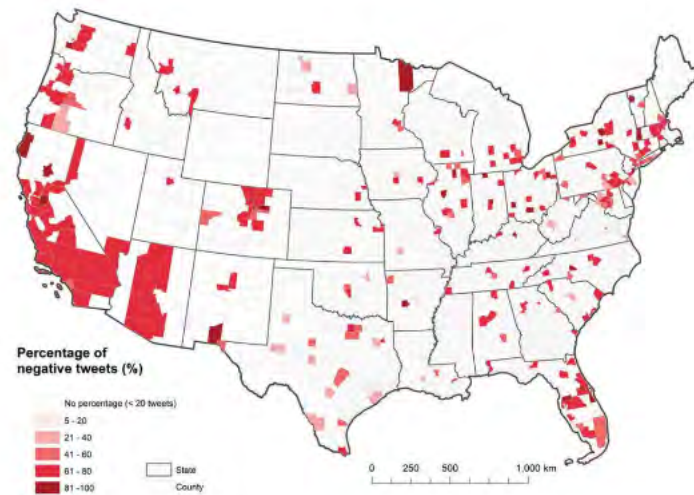 Percentage of
negative tweets (%)
No percentage (< 20 tweets)
5 - 20
21 - 40
41 - 60
61 - 80
81 -100
State
County
0 250 500 1,000 km